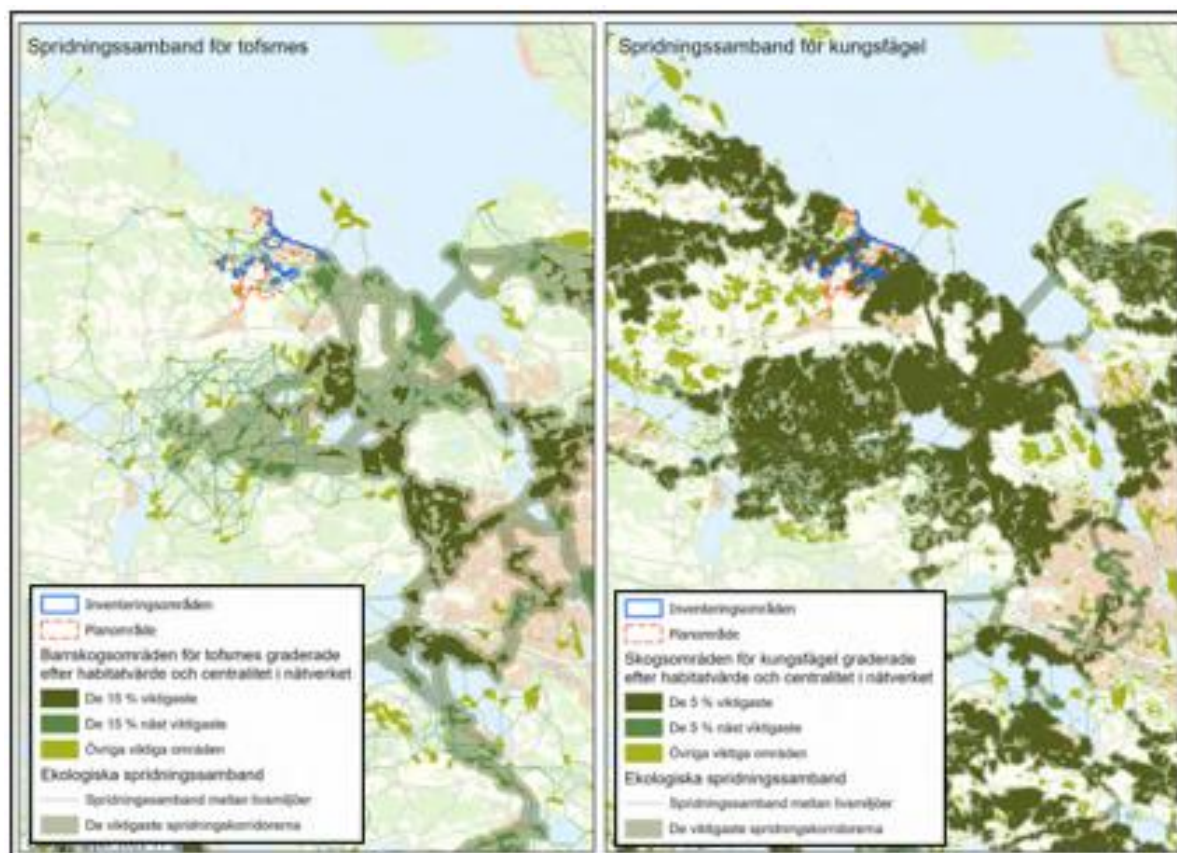 Spridningssamband för tofsmes
Inventeringsområden
Planområde
Barrskogsområden för tofsmes graderade
efter habitatvärde och centralitet i nätverket
De 15 % viktigaste
De 15 % näst viktigaste
Övriga viktiga områden
Ekologiska spridningssamband
Spridningssamband mellan livsmiljöer
De viktigaste spridningskorridorerna
Spridningssamband för kungsfågel
Inventeringsområden
Planområde
Skogsområden för kungsfågel graderade
efter habitatvärde och centralitet i nätverket
De 5 % viktigaste
De 5 % näst viktigaste
Övriga viktiga områden
Ekologiska spridningssamband
Spridningssamband mellan livsmiljöer
De viktigaste spridningskorridorerna